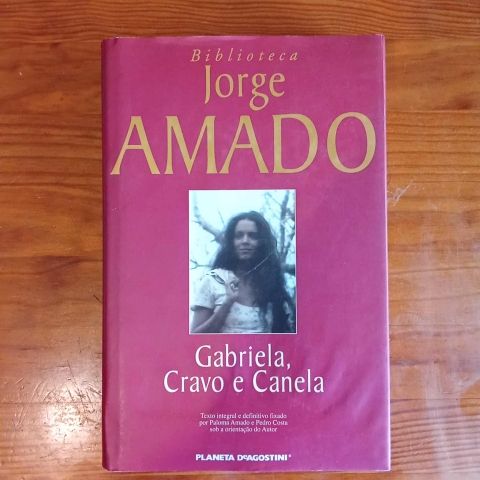 Biblioteca
Jorge
AMADO
Gabriela,
Cravo e Canela
Texto integral e definitivo fixado
por Paloma Amado e Pedro Costa
sob a orientação do Autor
PLANETA DEAGOSTINI